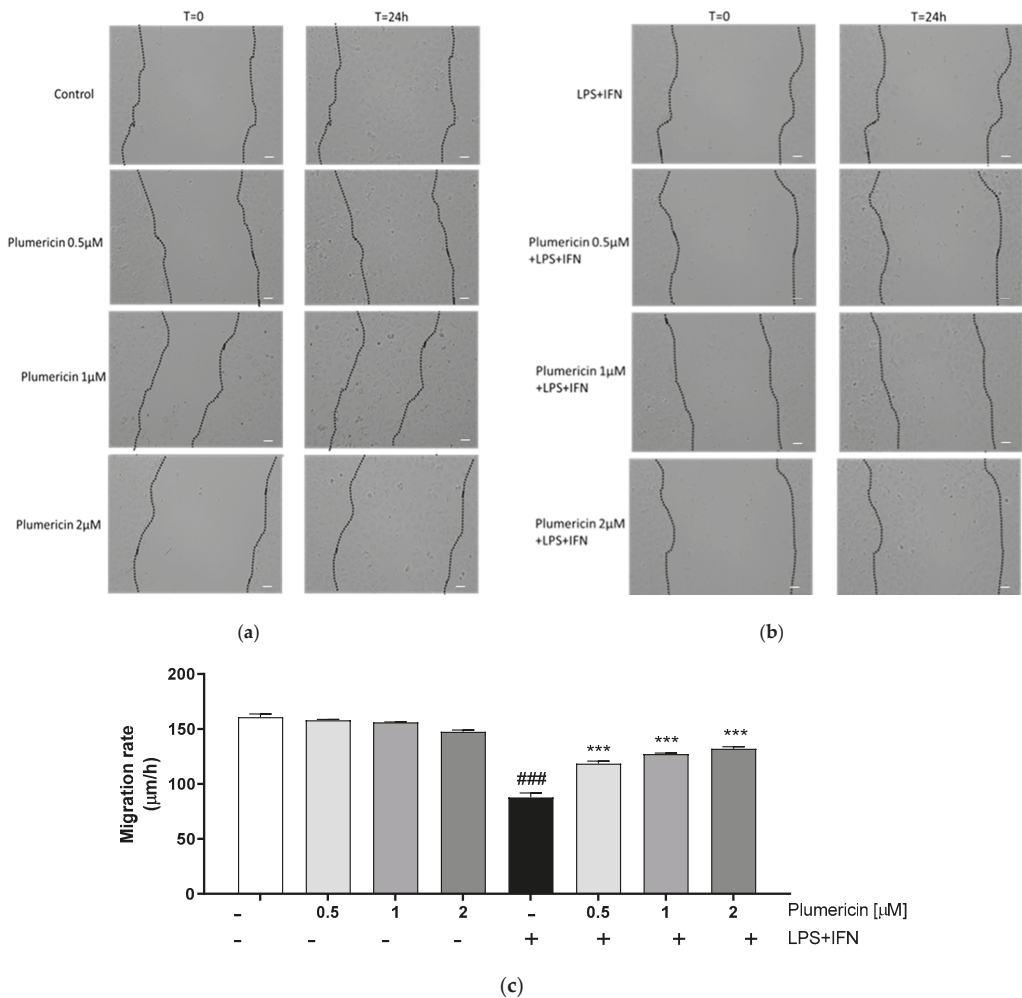 T=0 T=24h T=0 T=24h
Control LPS+IFN
Plumericin 0.5μM Plumericin 0.5μM
+LPS+IFN
Plumericin 1μM Plumericin 1μM
+LPS+IFN
Plumericin 2μM Plumericin 2μM
+LPS+IFN
(a) (b)
Migration rate
(μm/h)
200
150
100
50
0
###
***
***
***
- 0.5 1 2 - 0.5 1 2 Plumericin [μM]
- - - - + + + + LPS+IFN
(c)